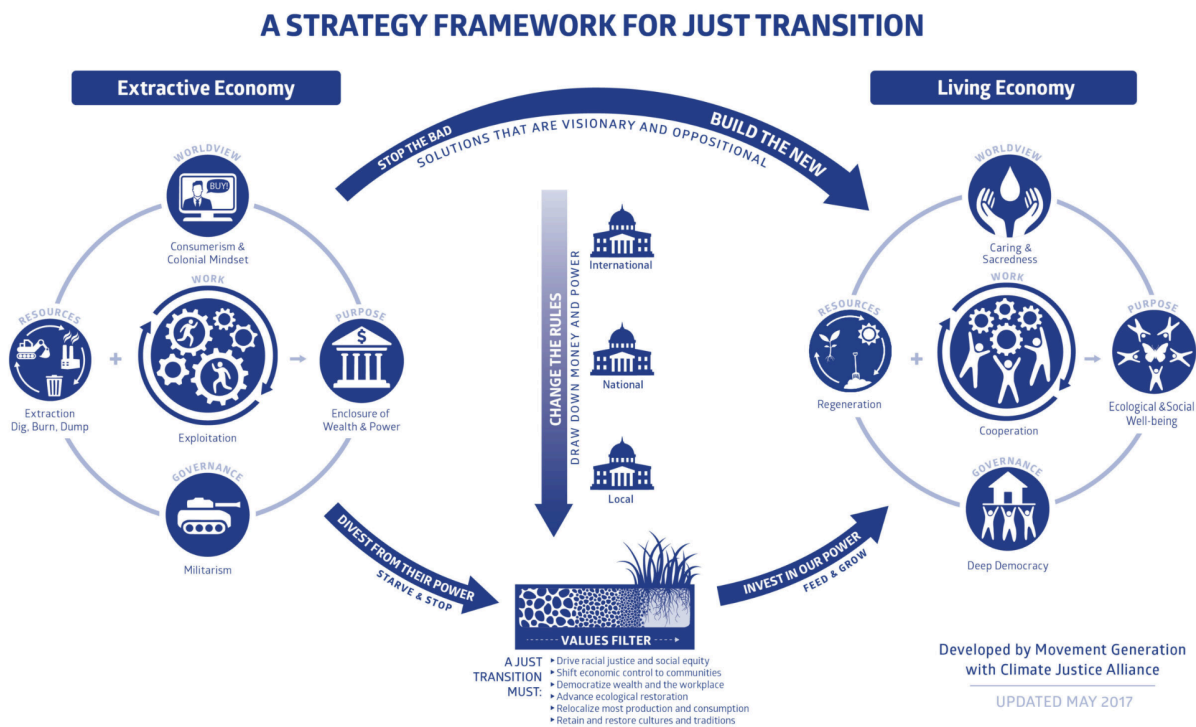 A STRATEGY FRAMEWORK FOR JUST TRANSITION
Extractive Economy
WORLDVIEW
BUY!
Consumerism &
Colonial Mindset
RESOURCES
Extraction
Dig, Burn, Dump
+
WORK
Exploitation
PURPOSE
$
Enclosure of
Wealth & Power
GOVERNANCE
Militarism
STOP THE BAD
BUILD THE NEW
SOLUTIONS THAT ARE VISIONARY AND OPPOSITIONAL
CHANGE THE RULES
DRAW DOWN MONEY AND POWER
International
National
Local
DIVEST FROM THEIR POWER
STARVE & STOP
VALUES FILTER
INVEST IN OUR POWER
FEED & GROW
A JUST
TRANSITION
MUST:
Drive racial justice and social equity
Shift economic control to communities
Democratize wealth and the workplace
Advance ecological restoration
Relocalize most production and consumption
Retain and restore cultures and traditions
Living Economy
WORLDVIEW
Caring &
Sacredness
RESOURCES
Regeneration
+
WORK
Cooperation
PURPOSE
Ecological &Social
Well-being
GOVERNANCE
Deep Democracy
Developed by Movement Generation
with Climate Justice Alliance
UPDATED MAY 2017